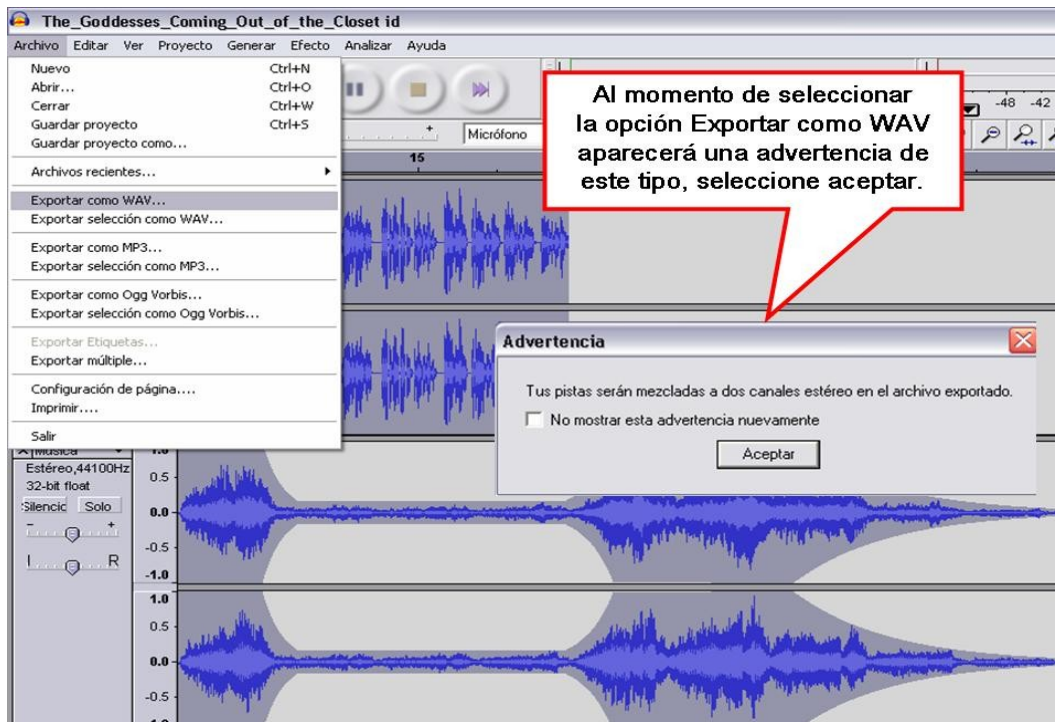 The_Goddesses_Coming_Out_of_the_Closet id
Archivo Editar Ver Proyecto Generar Efecto Analizar Ayuda
Nuevo Ctrl+N
Abrir... Ctrl+O
Cerrar Ctrl+W
Guardar proyecto Ctrl+S
Guardar proyecto como...
Archivos recientes...
Exportar como WAV...
Exportar selección como WAV...
Exportar como MP3...
Exportar selección como MP3...
Exportar como Ogg Vorbis...
Exportar selección como Ogg Vorbis...
Exportar Etiquetas...
Exportar múltiple...
Configuración de página....
Imprimir....
Salir
Micrófono
-48 -42
15
Al momento de seleccionar
la opción Exportar como WAV
aparecerá una advertencia de
este tipo, seleccione aceptar.
Advertencia
Tus pistas serán mezcladas a dos canales estéreo en el archivo exportado.
No mostrar esta advertencia nuevamente
Aceptar
Estéreo,44100Hz
32-bit float
Silencic Solo
- +
I R
0.5
0.0
-0.5
-1.0
1.0
0.5
0.0
-0.5